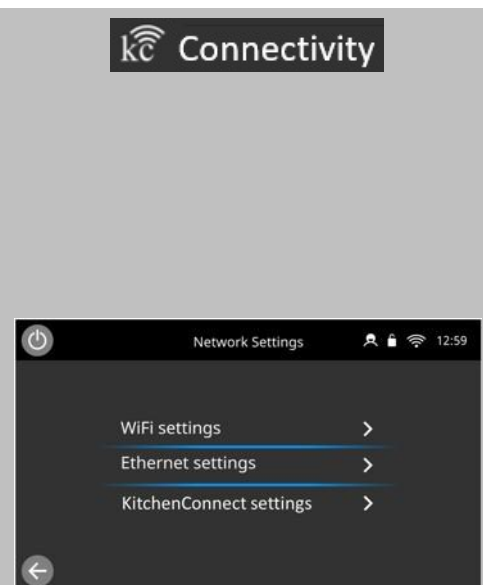 kc Connectivity
Network Settings 12:59
WiFi settings
Ethernet settings
KitchenConnect settings